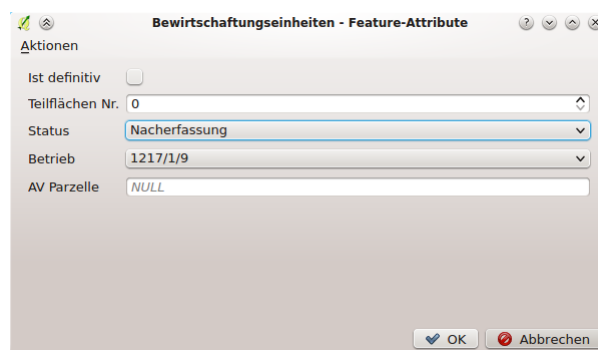 Bewirtschaftungseinheiten - Feature-Attribute
Aktionen
Ist definitiv
Teilflächen Nr. 0
Status Nacherfassung
Betrieb 1217/1/9
AV Parzelle NULL
OK Abbrechen